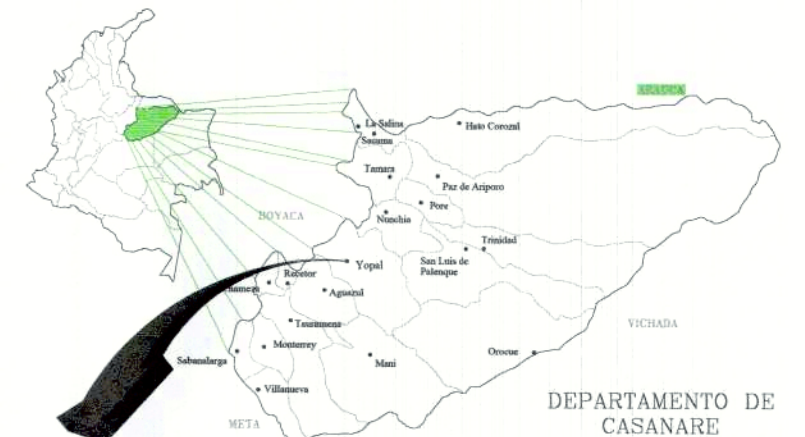 ARAUCA
La Salina
Sacama
Hato Corozal
Tamara
Paz de Ariporo
Pore
Nunchia
BOYACA
Trinidad
San Luis de
Palenque
Yopal
Recetor
hameza
Aguazul
Tauramena
VICHADA
Monterrey
Sabanalarga
Mani
Orocue
Villanueva
META
DEPARTAMENTO DE
CASANARE